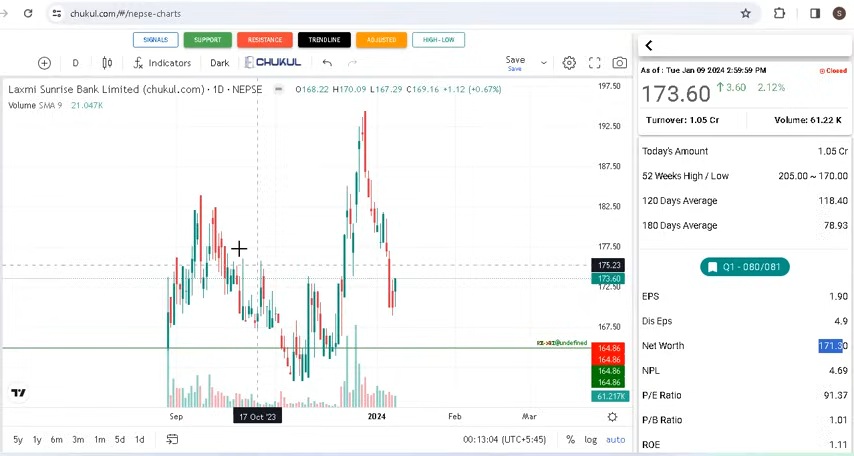 chukul.com/#/nepse-charts
S
SIGNALS SUPPORT RESISTANCE TRENDLINE ADJUSTED HIGH-LOW
D Indicators Dark CHUKUL Save
Save
Laxmi Sunrise Bank Limited (chukul.com) · 1D · NEPSE O168.22 H170.09 L167.29 C169.16 +1.12 (+0.67%)
Volume SMA 9 21.047K
197.50
192.50
187.50
182.50
177.50
175.23
173.60
172.50
167.50
164.86
164.86
164.86
164.86
61.217K
Sep 17 Oct '23 2024 Feb Mar
5y 1y 6m 3m 1m 5d 1d 00:13:04 (UTC+5:45) % log auto
As of : Tue Jan 09 2024 2:59:59 PM Closed
173.60 3.60 2.12%
Turnover: 1.05 Cr Volume: 61.22 K
Today's Amount 1.05 Cr
52 Weeks High / Low 205.00 ~ 170.00
120 Days Average 118.40
180 Days Average 78.93
Q1 - 080/081
EPS 1.90
Dis Eps 4.9
Net Worth 171.30
NPL 4.69
P/E Ratio 91.37
P/B Ratio 1.01
ROE 1.11